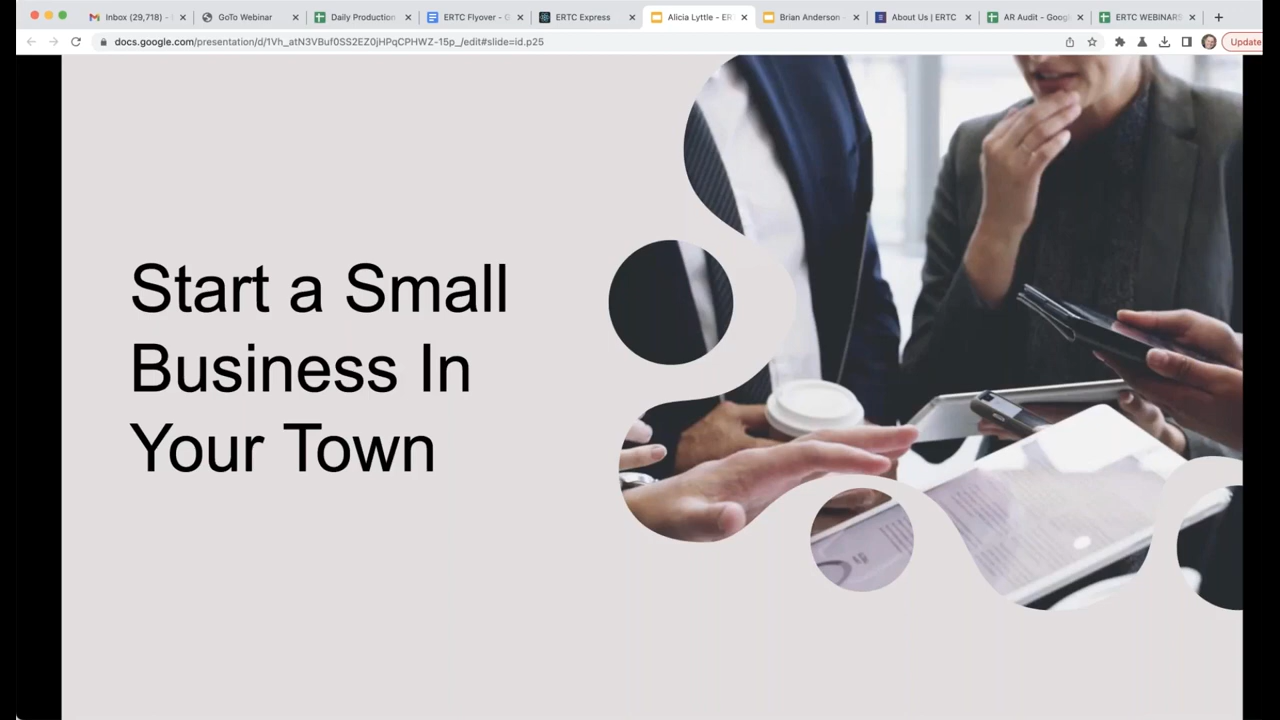 Inbox (29,718) -
GoTo Webinar
Daily Production
ERTC Flyover - G
ERTC Express
Alicia Lyttle - ER
Brian Anderson -
About Us | ERTC
AR Audit - Goog
ERTC WEBINARS
docs.google.com/presentation/d/1Vh_atN3VBuf0SS2EZ0jHPqCPHWZ-15p_/edit#slide=id.p25
Update
Start a Small
Business In
Your Town